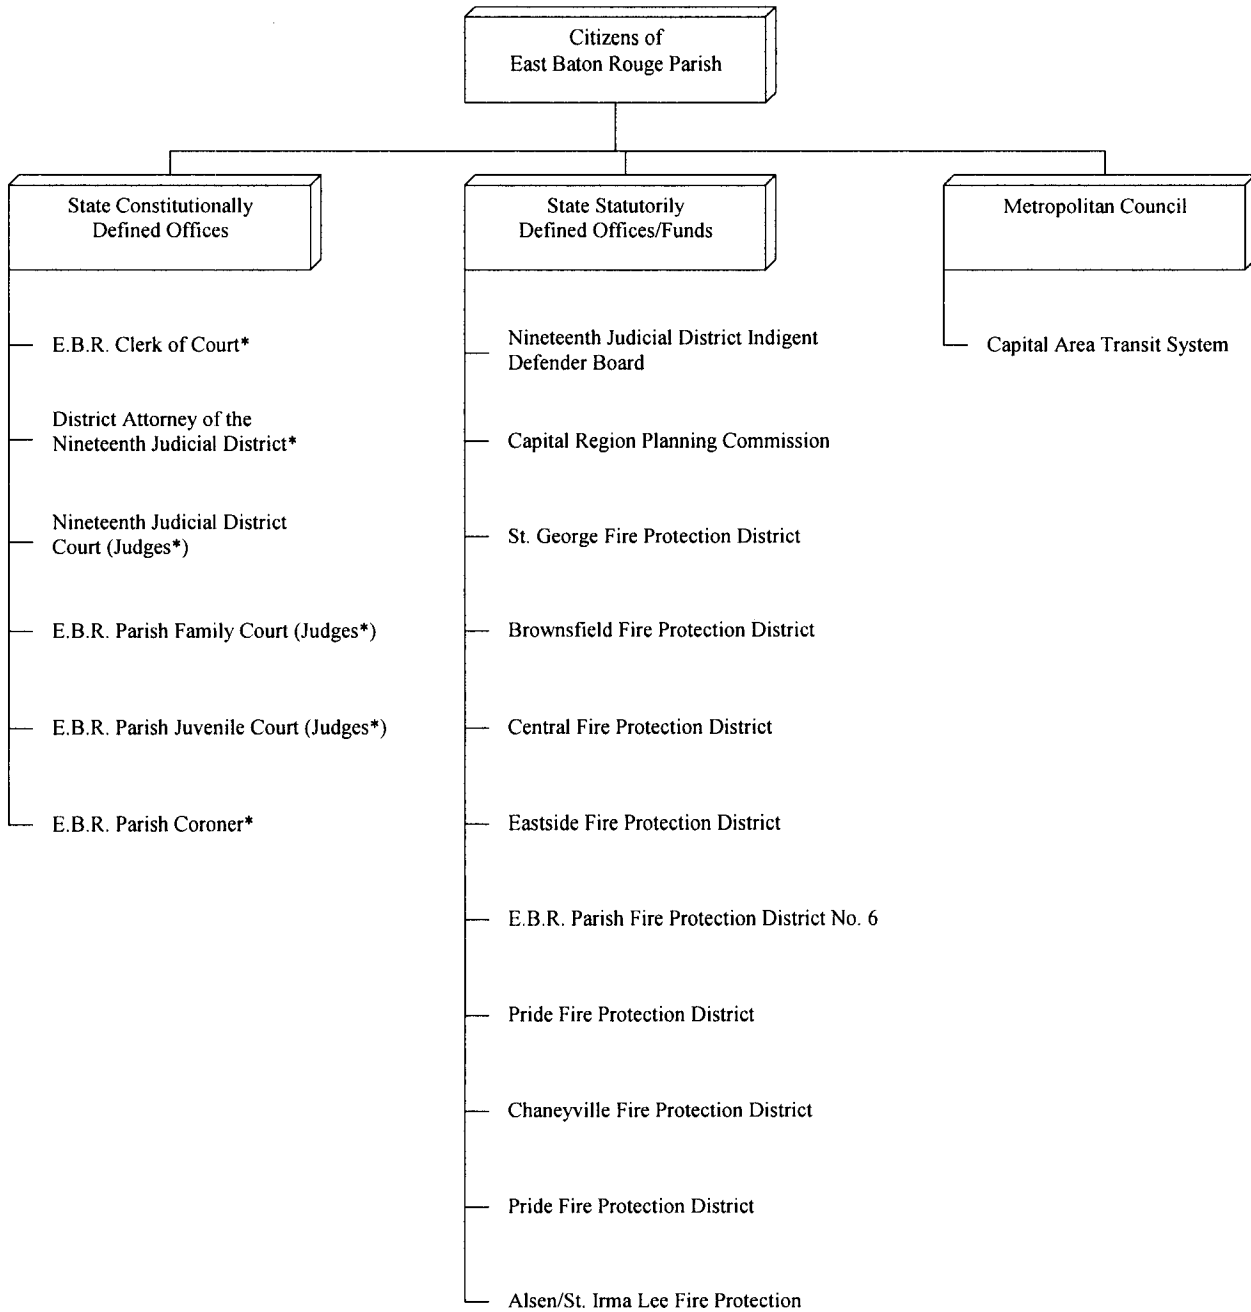 Citizens of
East Baton Rouge Parish
State Constitutionally
Defined Offices
E.B.R. Clerk of Court*
District Attorney of the
Nineteenth Judicial District*
Nineteenth Judicial District
Court (Judges*)
E.B.R. Parish Family Court (Judges*)
E.B.R. Parish Juvenile Court (Judges*)
E.B.R. Parish Coroner*
State Statutorily
Defined Offices/Funds
Nineteenth Judicial District Indigent
Defender Board
Capital Region Planning Commission
St. George Fire Protection District
Brownsfield Fire Protection District
Central Fire Protection District
Eastside Fire Protection District
E.B.R. Parish Fire Protection District No. 6
Pride Fire Protection District
Chaneyville Fire Protection District
Pride Fire Protection District
Alsen/St. Irma Lee Fire Protection
Metropolitan Council
Capital Area Transit System